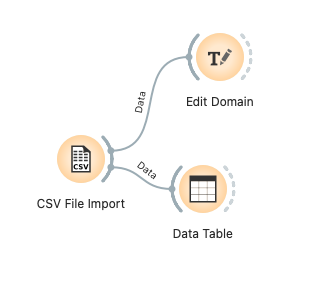 T
Edit Domain
Data
CSV
CSV File Import
Data
Data Table